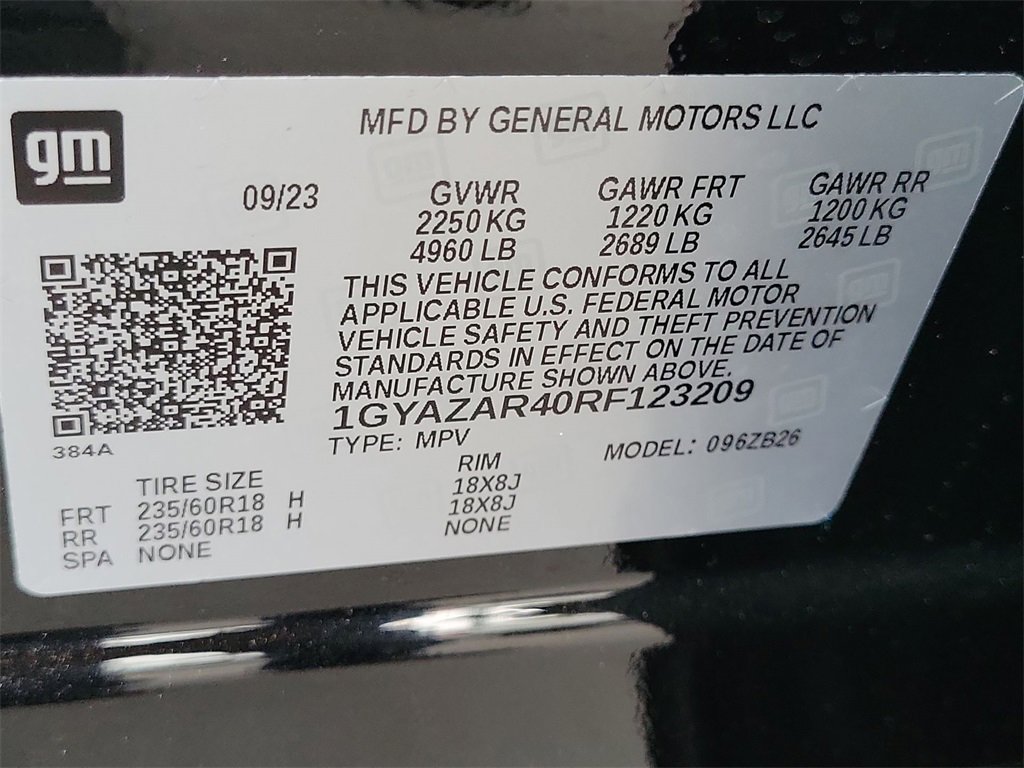 gm
MFD BY GENERAL MOTORS LLC
09/23
GVWR
2250 KG
4960 LB
GAWR FRT
1220 KG
2689 LB
GAWR RR
1200 KG
2645 LB
THIS VEHICLE CONFORMS TO ALL
APPLICABLE U.S. FEDERAL MOTOR
VEHICLE SAFETY AND THEFT PREVENTION
STANDARDS IN EFFECT ON THE DATE OF
MANUFACTURE SHOWN ABOVE.
1GYAZAR40RF123209
TYPE: MPV MODEL: 096ZB26
384A
TIRE SIZE RIM
FRT 235/60R18 H 18X8J
RR 235/60R18 H 18X8J
SPA NONE NONE